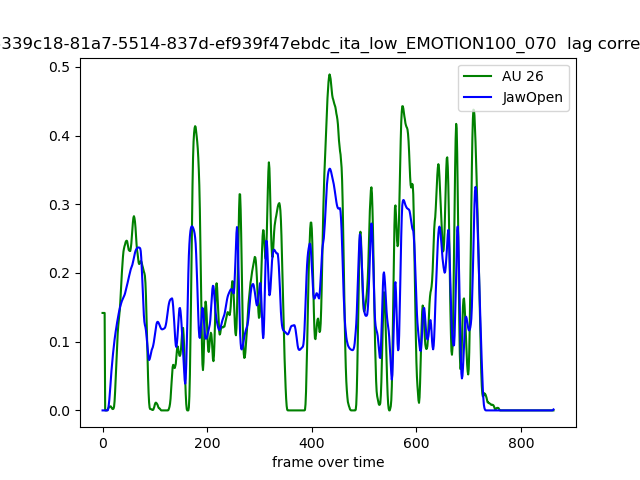 339c18-81a7-5514-837d-ef939f47ebdc_ita_low_EMOTION100_070 lag corre
AU 26
JawOpen
0.5
0.4
0.3
0.2
0.1
0.0
0 200 400 600 800
frame over time